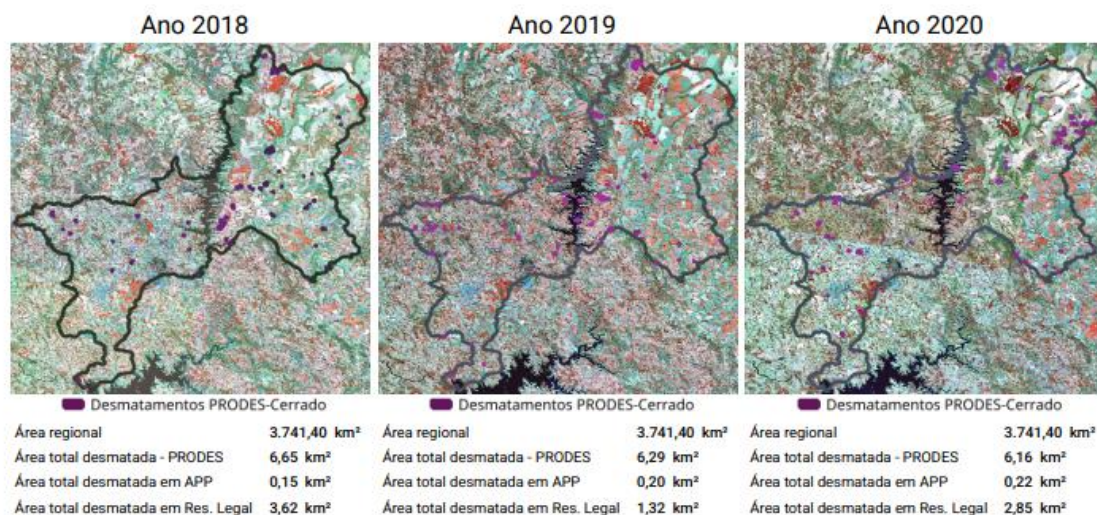 Ano 2018
Ano 2019
Ano 2020
Desmatamentos PRODES-Cerrado
Desmatamentos PRODES-Cerrado
Desmatamentos PRODES-Cerrado
Área regional 3.741,40 km²
Área total desmatada - PRODES 6,65 km²
Área total desmatada em APP 0,15 km²
Área total desmatada em Res. Legal 3,62 km²
Área regional 3.741,40 km²
Área total desmatada - PRODES 6,29 km²
Área total desmatada em APP 0,20 km²
Área total desmatada em Res. Legal 1,32 km²
Área regional 3.741,40 km²
Área total desmatada - PRODES 6,16 km²
Área total desmatada em APP 0,22 km²
Área total desmatada em Res. Legal 2,85 km²